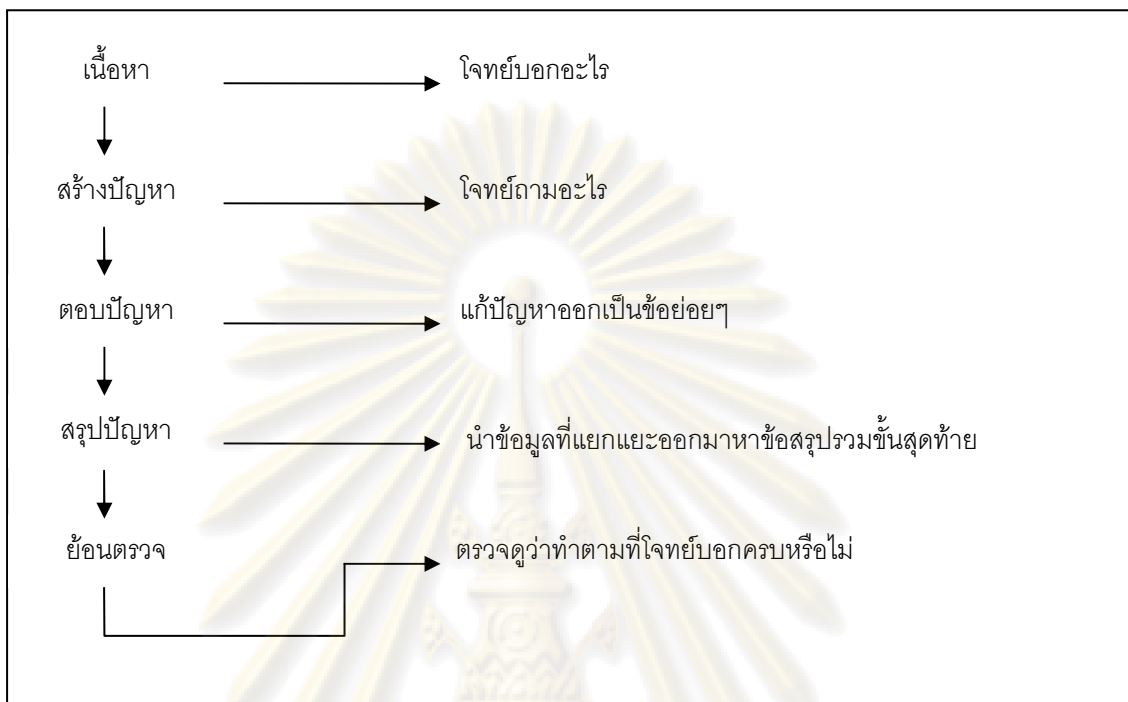 เนื้อหา โจทย์บอกอะไร
สร้างปัญหา โจทย์ถามอะไร
ตอบปัญหา แก้ปัญหาออกเป็นข้อย่อยๆ
สรุปปัญหา นำข้อมูลที่แยกแยะออกมาหาข้อสรุปรวมขั้นสุดท้าย
ย้อนตรวจ ตรวจดูว่าทำตามที่โจทย์บอกครบหรือไม่